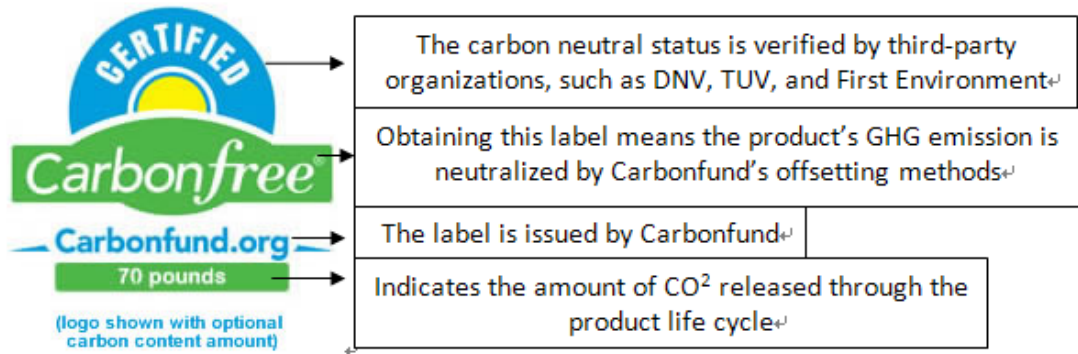 CERTIFIED
Carbonfree®
Carbonfund.org
70 pounds
(logo shown with optional
carbon content amount)
The carbon neutral status is verified by third-party
organizations, such as DNV, TUV, and First Environment↵
Obtaining this label means the product's GHG emission is
neutralized by Carbonfund's offsetting methods↵
The label is issued by Carbonfund↵
Indicates the amount of CO² released through the
product life cycle↵